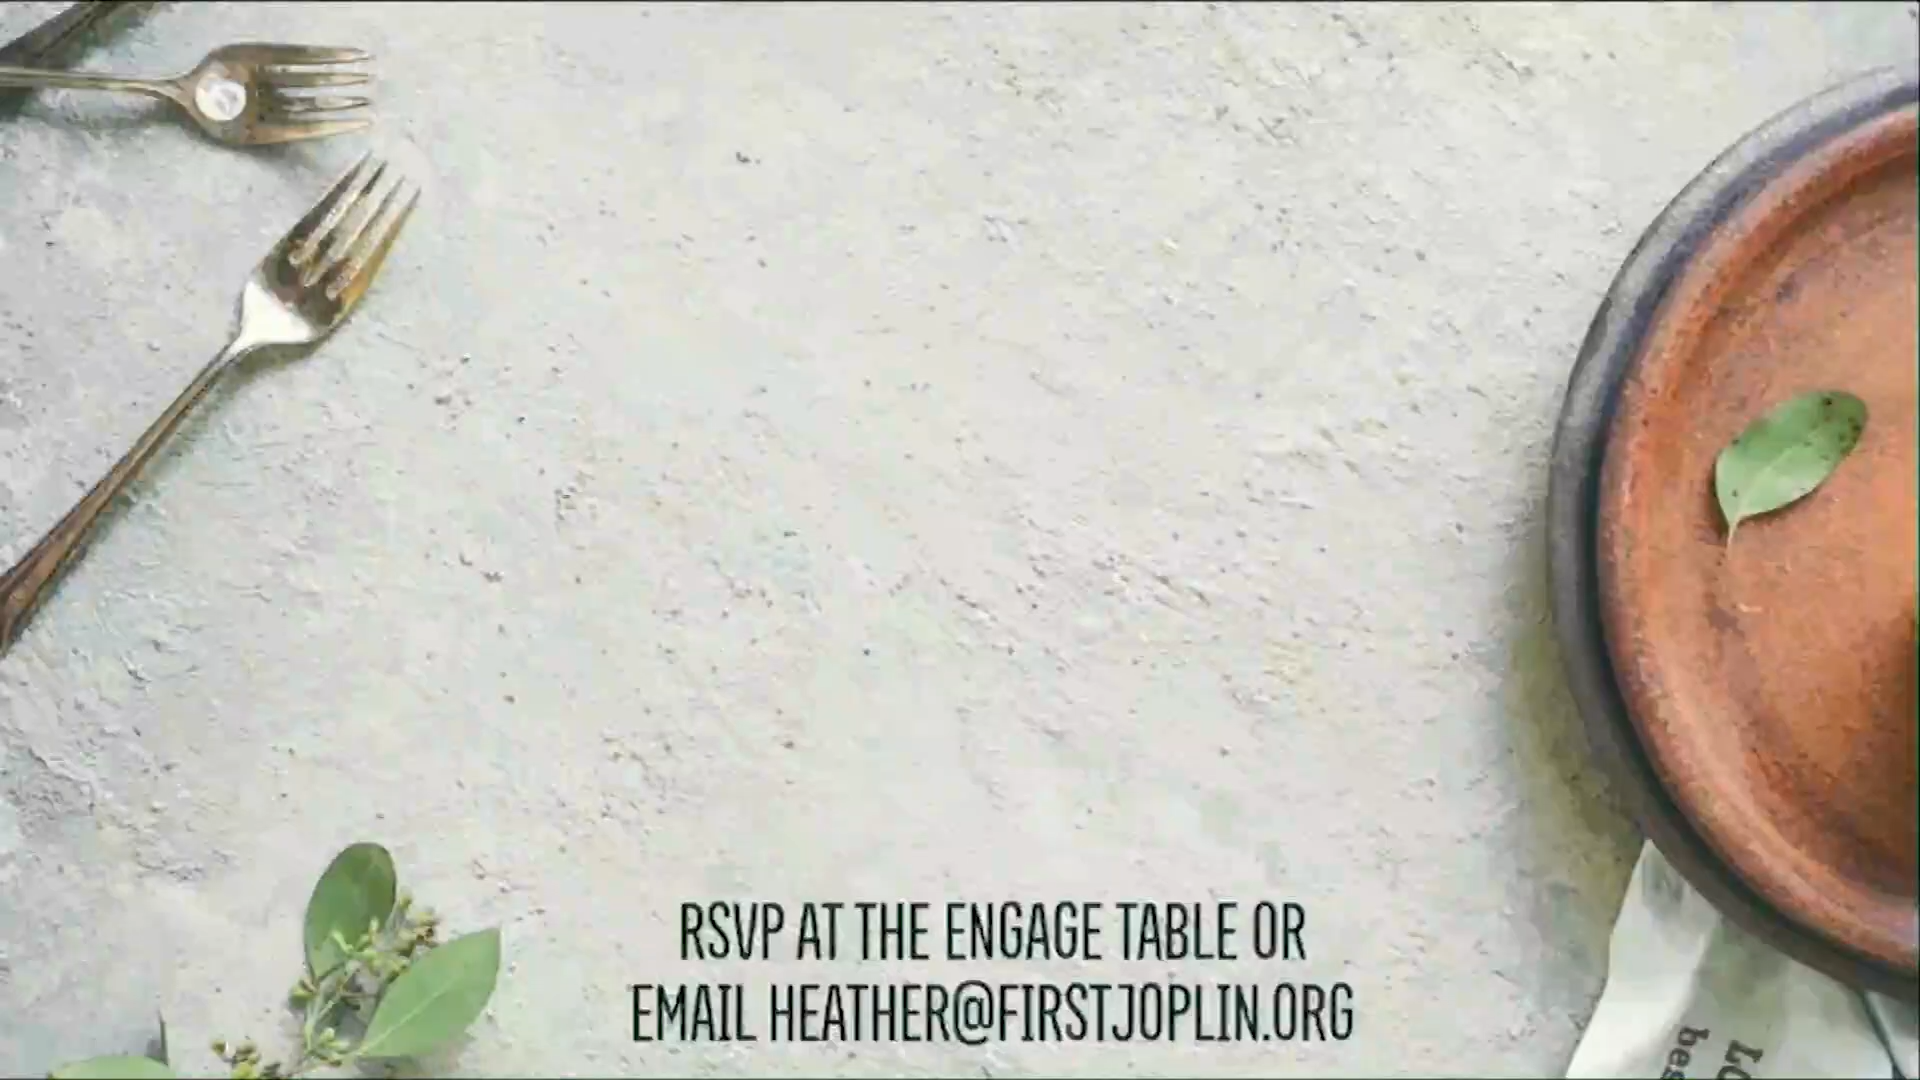 RSVP AT THE ENGAGE TABLE OR
EMAIL HEATHER@FIRSTJOPLIN.ORG